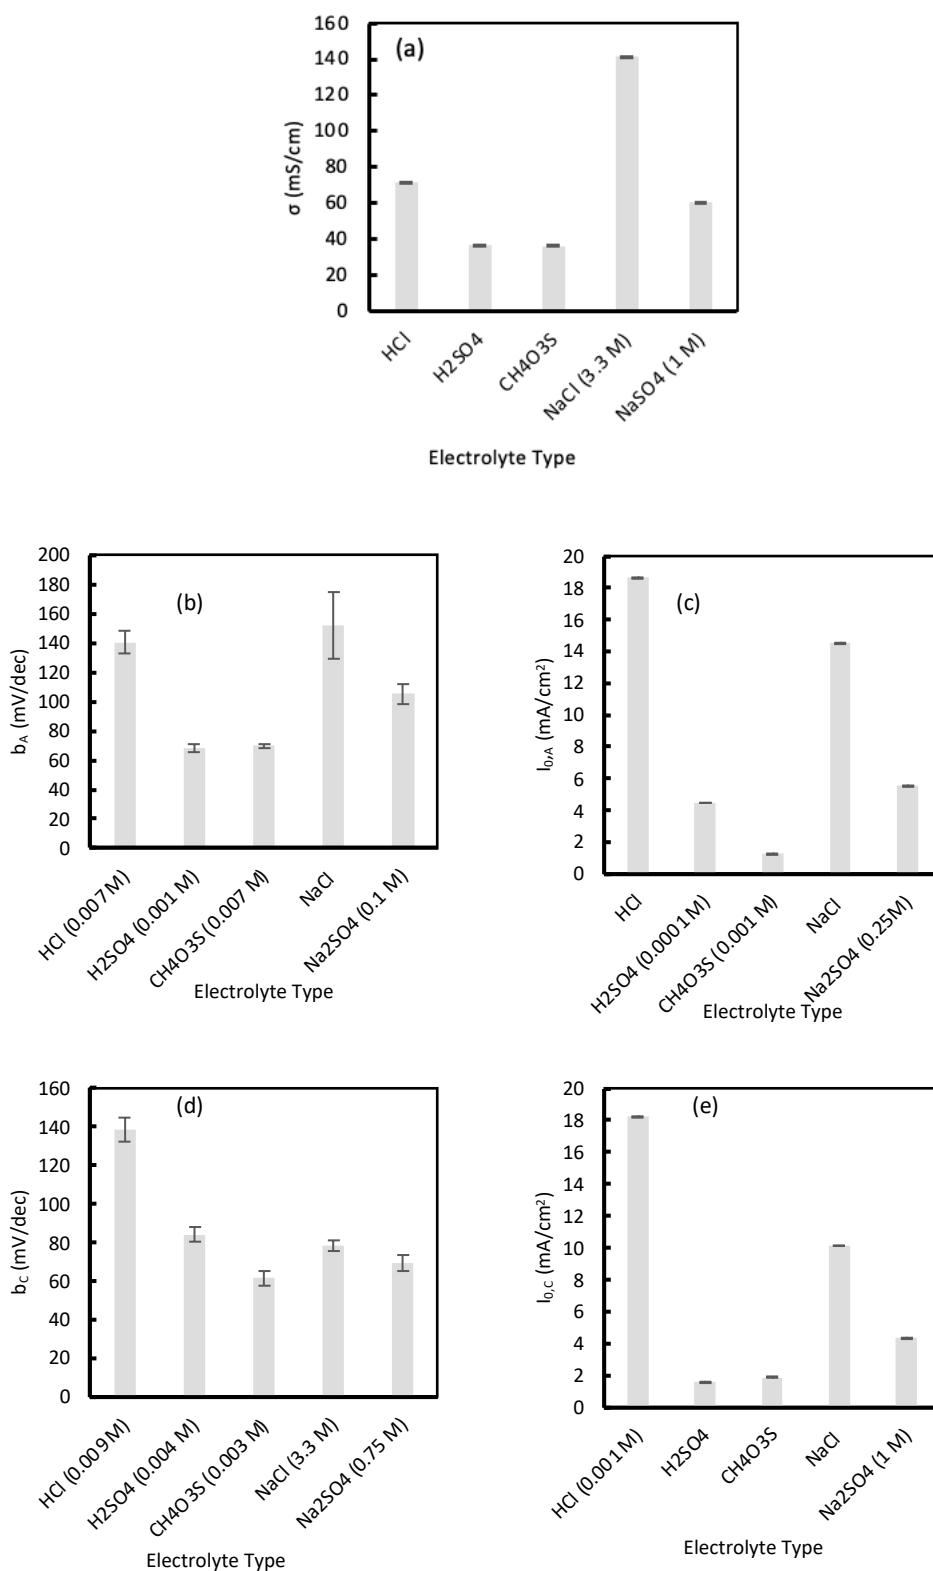 (a)
σ (mS/cm)
160
140
120
100
80
60
40
20
0
HCl
H2SO4
CH4O3S
NaCl (3.3 M)
NaSO4 (1 M)
Electrolyte Type
(b)
b_A (mV/dec)
200
180
160
140
120
100
80
60
40
20
0
HCl (0.007 M)
H2SO4 (0.001 M)
CH4O3S (0.007 M)
NaCl
Na2SO4 (0.1 M)
Electrolyte Type
(c)
I_0,A (mA/cm²)
20
18
16
14
12
10
8
6
4
2
0
HCl
H2SO4 (0.0001 M)
CH4O3S (0.001 M)
NaCl
Na2SO4 (0.25M)
Electrolyte Type
(d)
b_C (mV/dec)
160
140
120
100
80
60
40
20
0
HCl (0.009 M)
H2SO4 (0.004 M)
CH4O3S (0.003 M)
NaCl (3.3 M)
Na2SO4 (0.75 M)
Electrolyte Type
(e)
I_0,C (mA/cm²)
20
18
16
14
12
10
8
6
4
2
0
HCl (0.001 M)
H2SO4
CH4O3S
NaCl
Na2SO4 (1 M)
Electrolyte Type